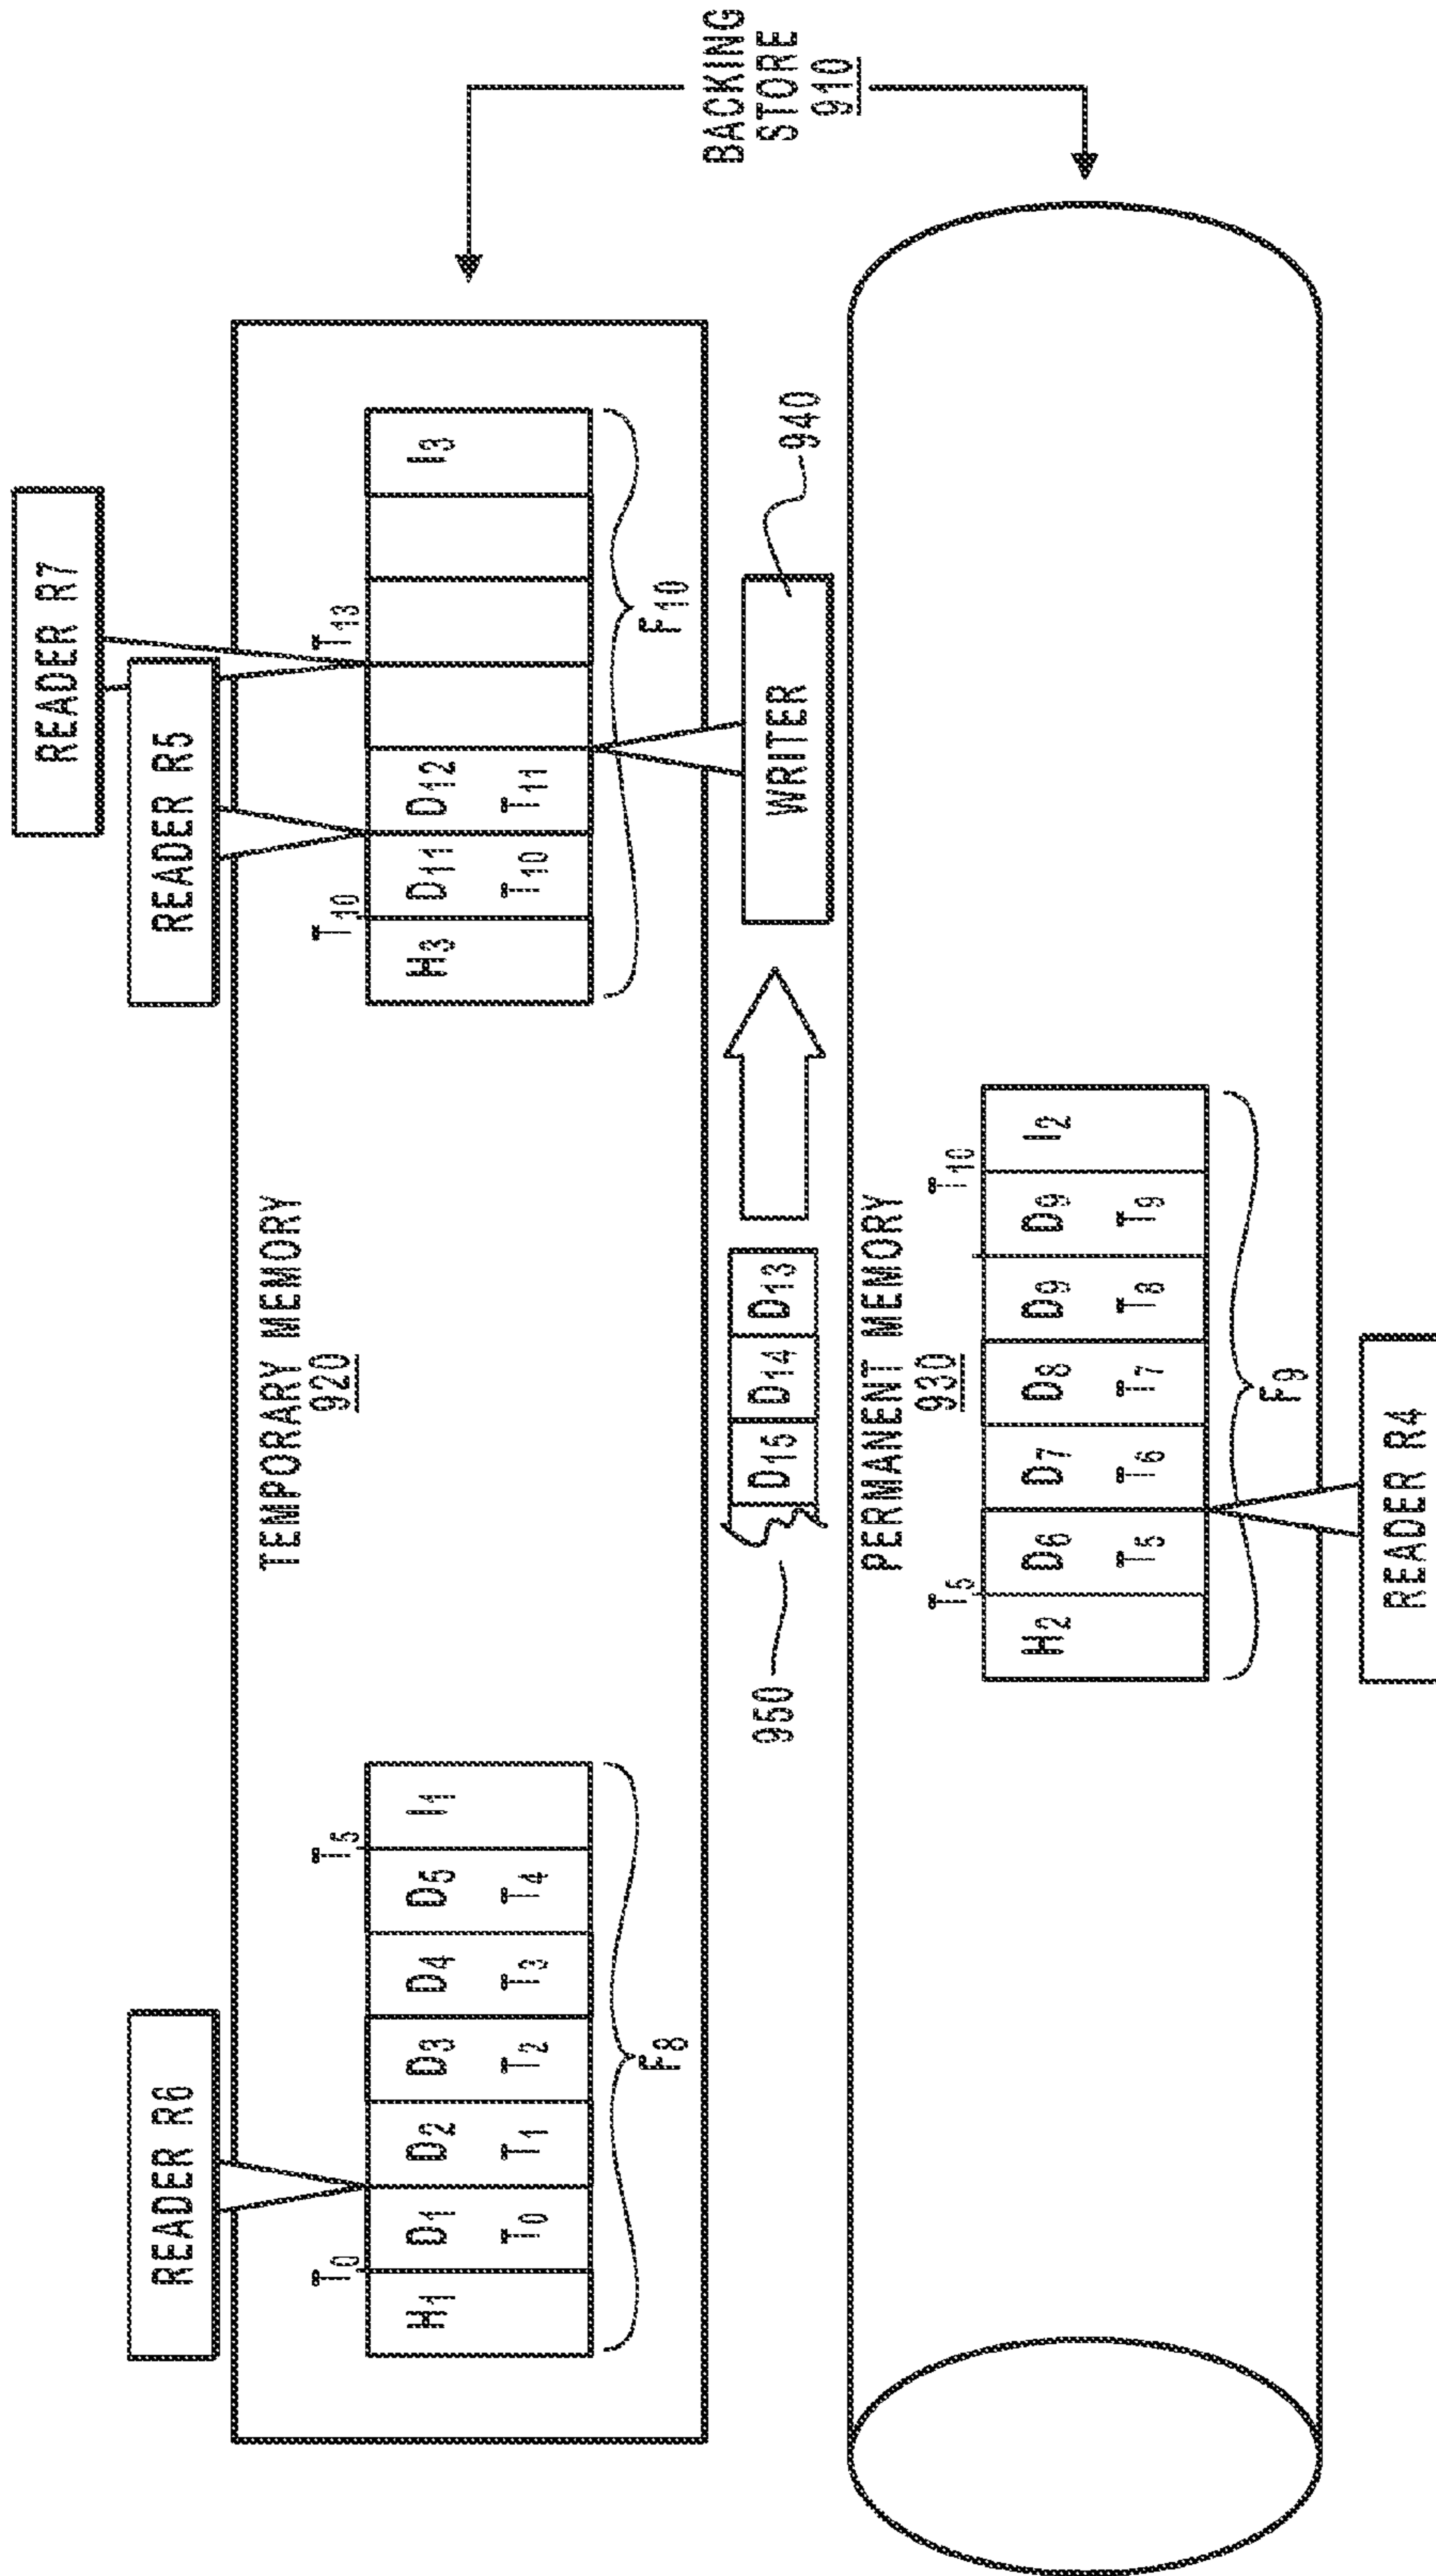 READER R7
READER R6
READER R5
TEMPORARY MEMORY
920
T0 T5
H1 D1 D2 D3 D4 D5 I1
T0 T1 T2 T3 T4
F8
T10 T13
H3 D11 D12 I3
T10 T11
F10
BACKING
STORE
910
950
D15 D14 D13
WRITER
940
PERMANENT MEMORY
930
T5 T10
H2 D6 D7 D8 D9 D9 I2
T5 T6 T7 T8 T9
F9
READER R4